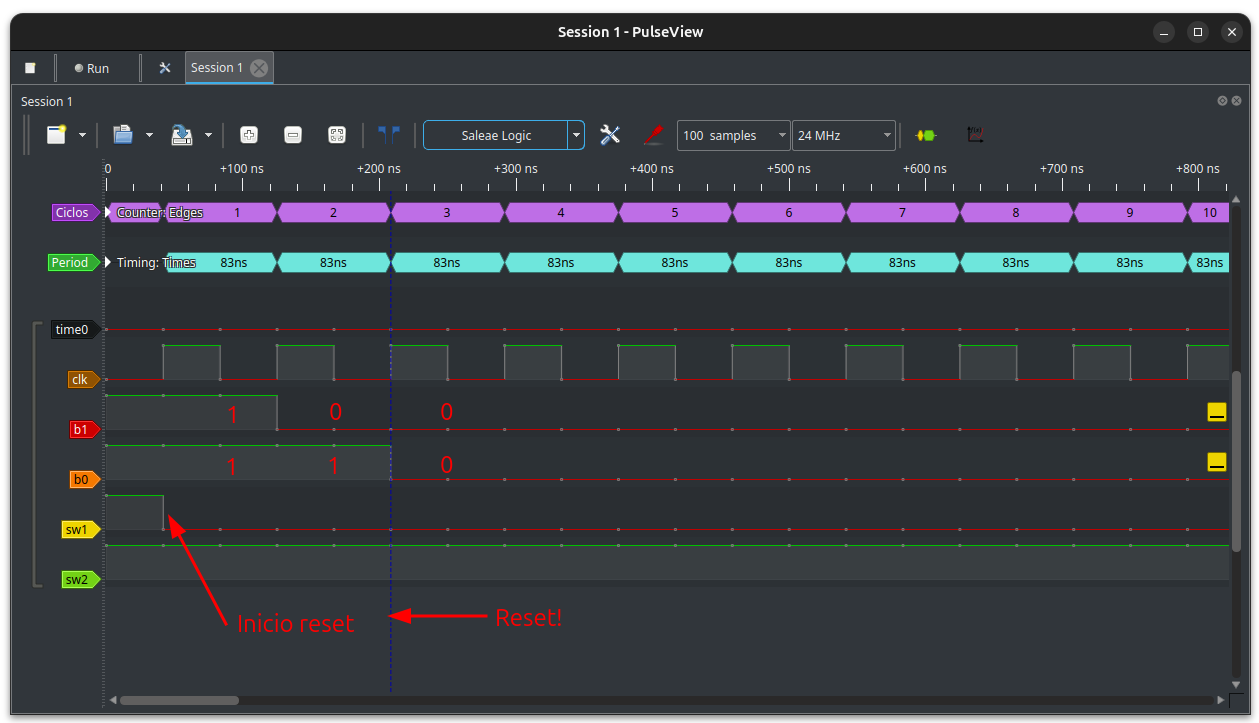 Session 1 - PulseView
Run
Session 1
Session 1
Saleae Logic
100 samples
24 MHz
0 +100 ns +200 ns +300 ns +400 ns +500 ns +600 ns +700 ns +800 ns
Ciclos Counter: Edges 1 2 3 4 5 6 7 8 9 10
Period Timing: Times 83ns 83ns 83ns 83ns 83ns 83ns 83ns 83ns 83ns 83ns
time0
clk
b1 1 0 0
b0 1 1 0
sw1
sw2
Inicio reset
Reset!